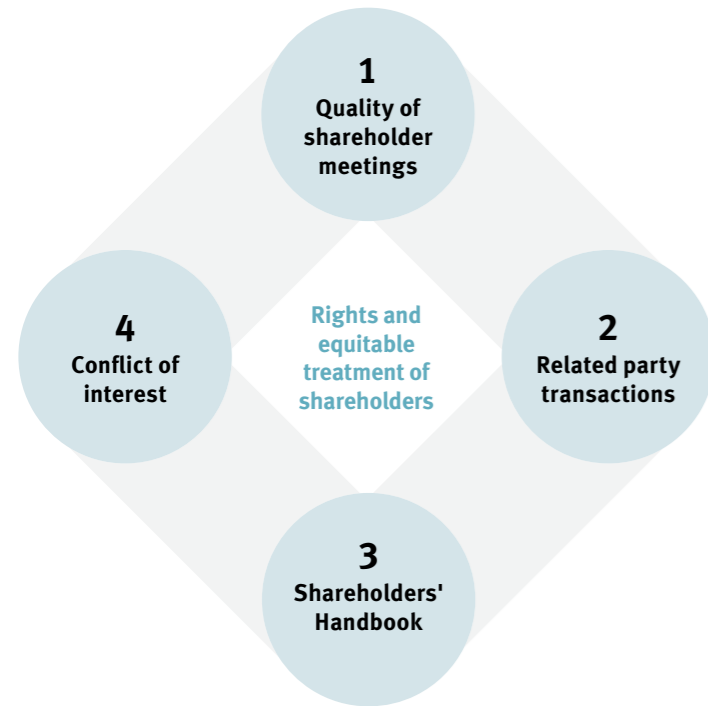 1
Quality of
shareholder
meetings
2
Related party
transactions
3
Shareholders'
Handbook
4
Conflict of
interest
Rights and
equitable
treatment of
shareholders